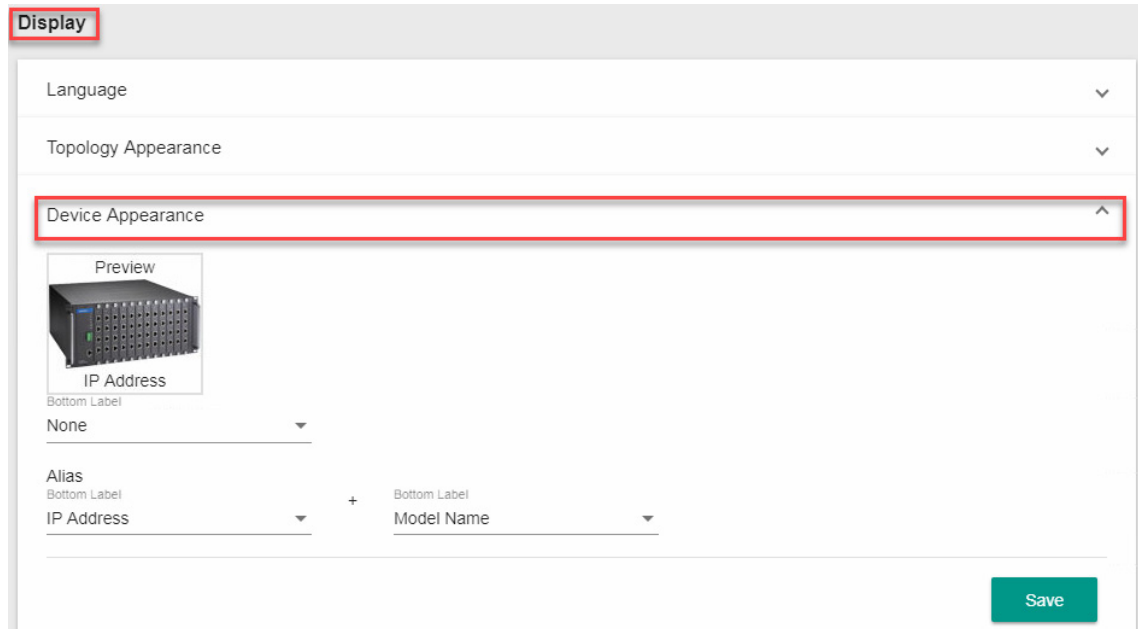 Display
Language
Topology Appearance
Device Appearance
Preview
IP Address
Bottom Label
None
Alias
Bottom Label
IP Address
+
Bottom Label
Model Name
Save